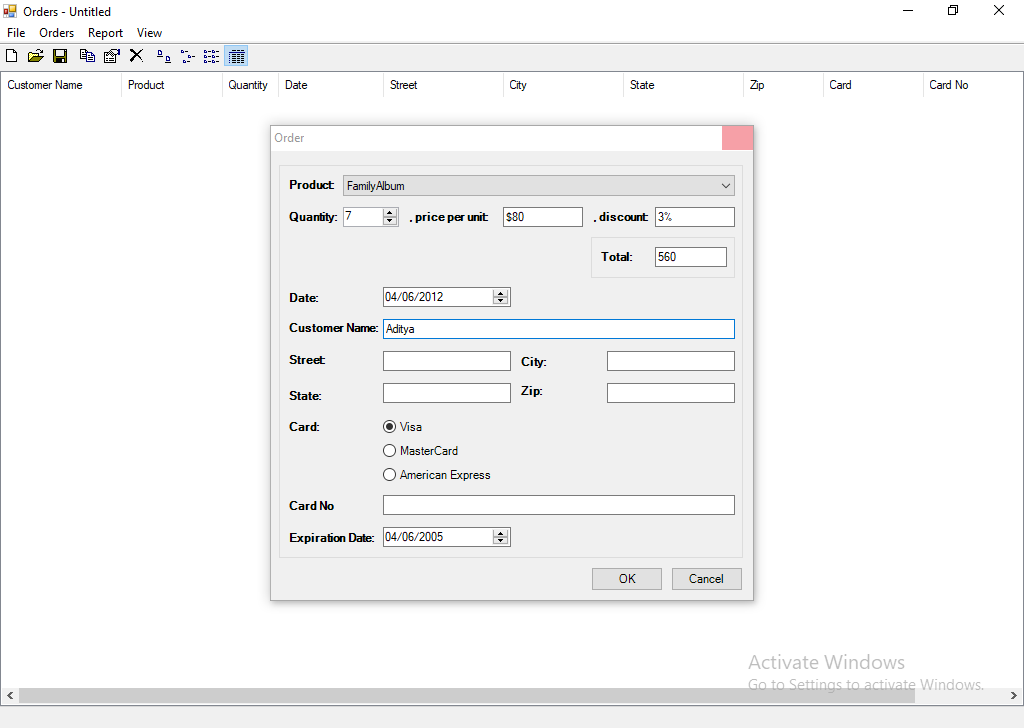 Orders - Untitled
File Orders Report View
Customer Name Product Quantity Date Street City State Zip Card Card No
Order
Product: FamilyAlbum
Quantity: 7 , price per unit: $80 , discount: 3%
Total: 560
Date: 04/06/2012
Customer Name: Aditya
Street: City:
State: Zip:
Card: Visa
MasterCard
American Express
Card No
Expiration Date: 04/06/2005
OK Cancel
Activate Windows
Go to Settings to activate Windows.